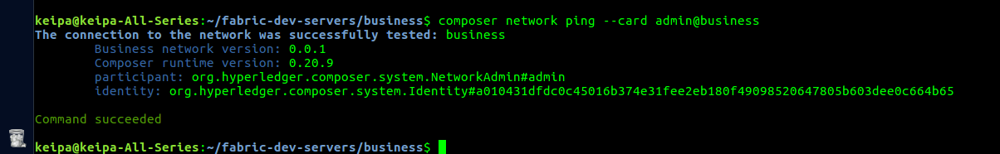 keipa@keipa-All-Series:~/fabric-dev-servers/business$ composer network ping --card admin@business
The connection to the network was successfully tested: business
Business network version: 0.0.1
Composer runtime version: 0.20.9
participant: org.hyperledger.composer.system.NetworkAdmin#admin
identity: org.hyperledger.composer.system.Identity#a010431dfdc0c45016b374e31fee2eb180f49098520647805b603dee0c664b65
Command succeeded
keipa@keipa-All-Series:~/fabric-dev-servers/business$